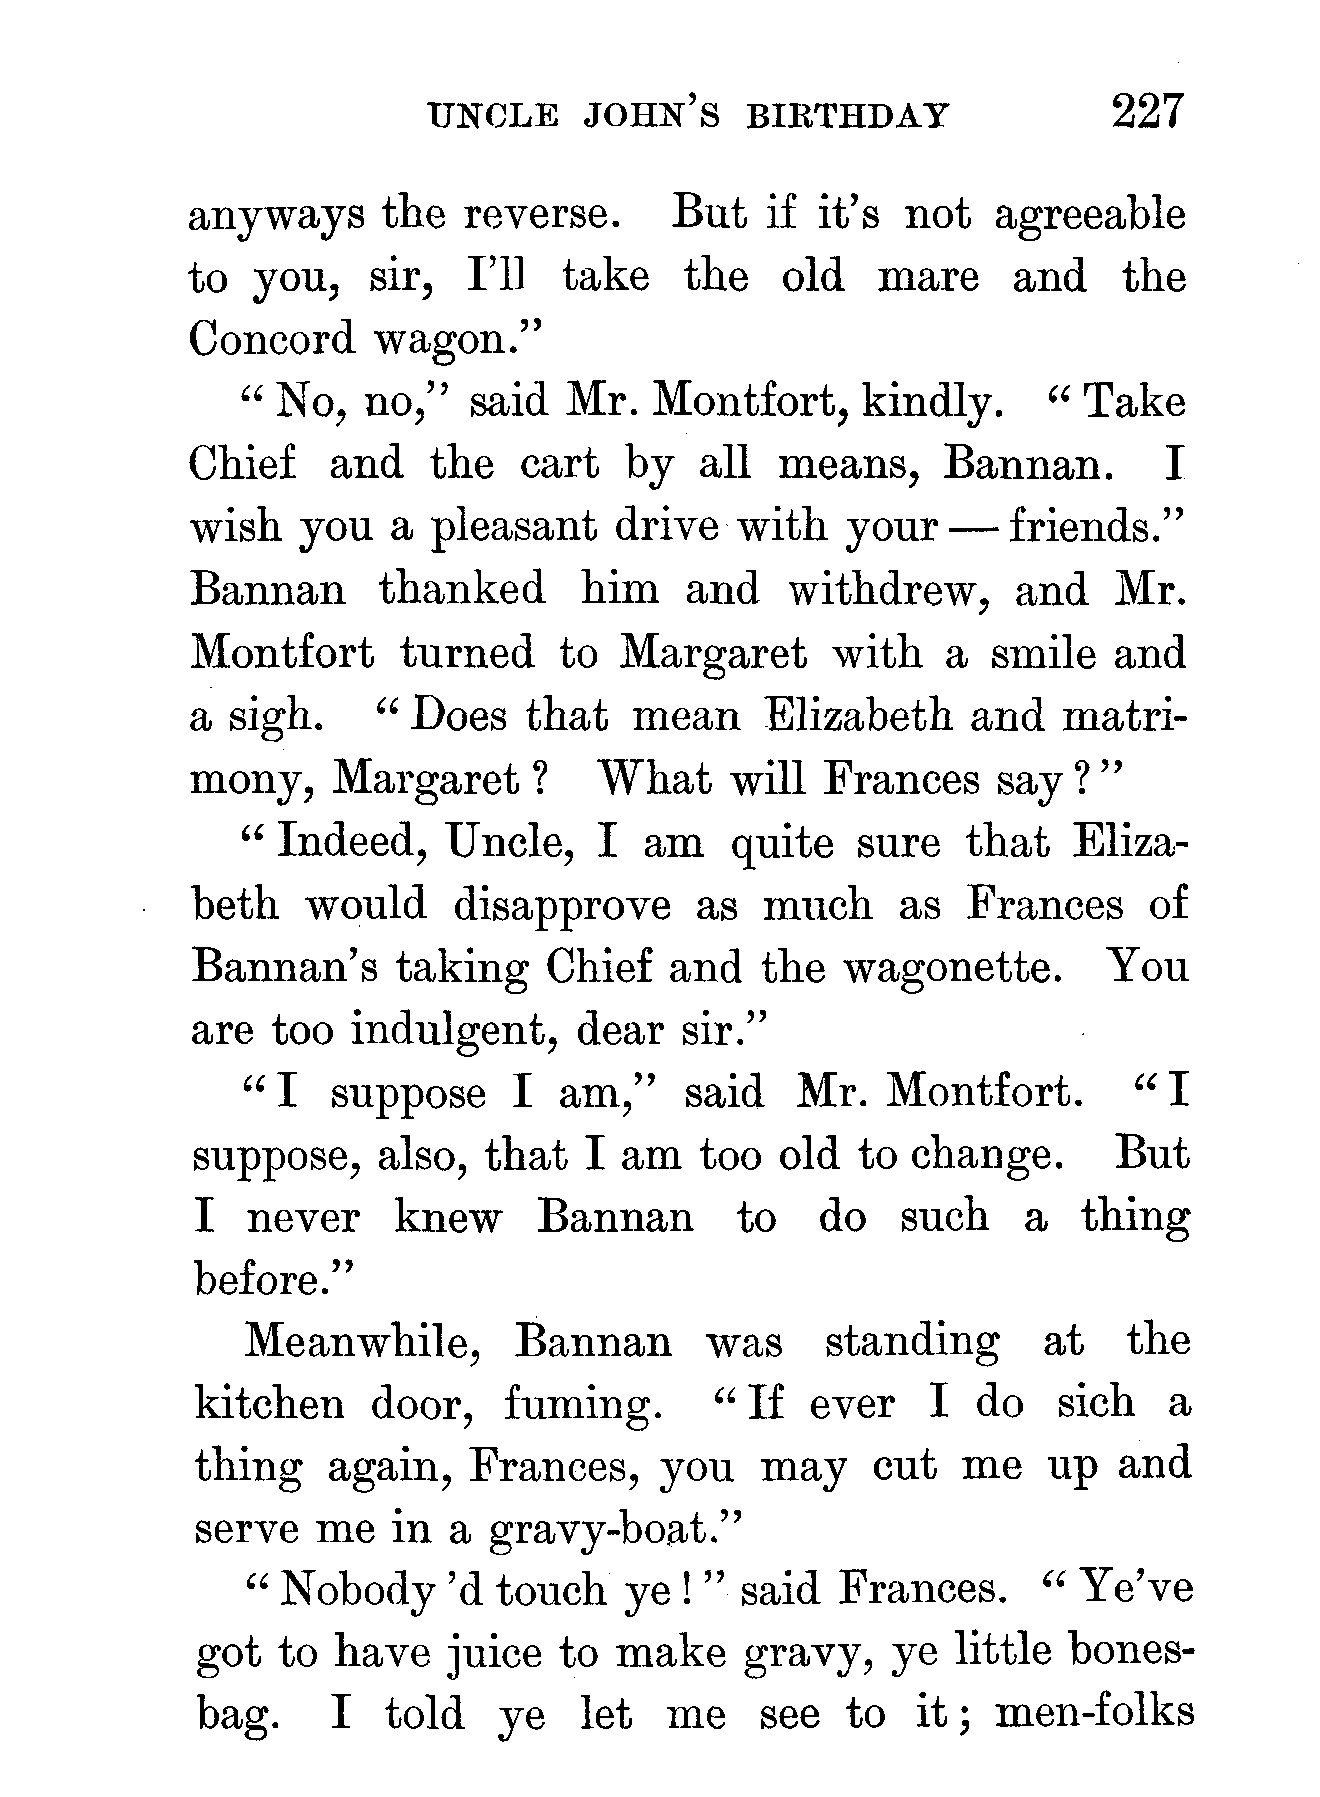 UNCLE JOHN'S BIRTHDAY 227
anyways the reverse. But if it's not agreeable
to you, sir, I'll take the old mare and the
Concord wagon."
"No, no," said Mr. Montfort, kindly. "Take
Chief and the cart by all means, Bannan. I
wish you a pleasant drive with your — friends."
Bannan thanked him and withdrew, and Mr.
Montfort turned to Margaret with a smile and
a sigh. "Does that mean Elizabeth and matri-
mony, Margaret? What will Frances say?"
"Indeed, Uncle, I am quite sure that Eliza-
beth would disapprove as much as Frances of
Bannan's taking Chief and the wagonette. You
are too indulgent, dear sir."
"I suppose I am," said Mr. Montfort. "I
suppose, also, that I am too old to change. But
I never knew Bannan to do such a thing
before."
Meanwhile, Bannan was standing at the
kitchen door, fuming. "If ever I do sich a
thing again, Frances, you may cut me up and
serve me in a gravy-boat."
"Nobody 'd touch ye!" said Frances. "Ye've
got to have juice to make gravy, ye little bones-
bag. I told ye let me see to it; men-folks